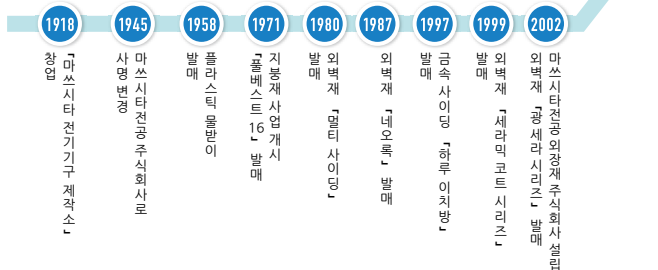 1918
『마쓰시타 전기기구 제작소』
창업
1945
마쓰시타전공 주식회사로
사명 변경
1958
플라스틱 물받이
발매
1971
지붕재 사업 개시
『풀베스트 16』 발매
1980
외벽재 『멀티 사이딩』
발매
1987
외벽재 『네오록』 발매
1997
금속 사이딩 『하루 이치방』
발매
1999
외벽재 『세라믹 코트 시리즈』
발매
2002
마쓰시타전공 외장재 주식회사 설립
외벽재 『광 세라 시리즈』 발매